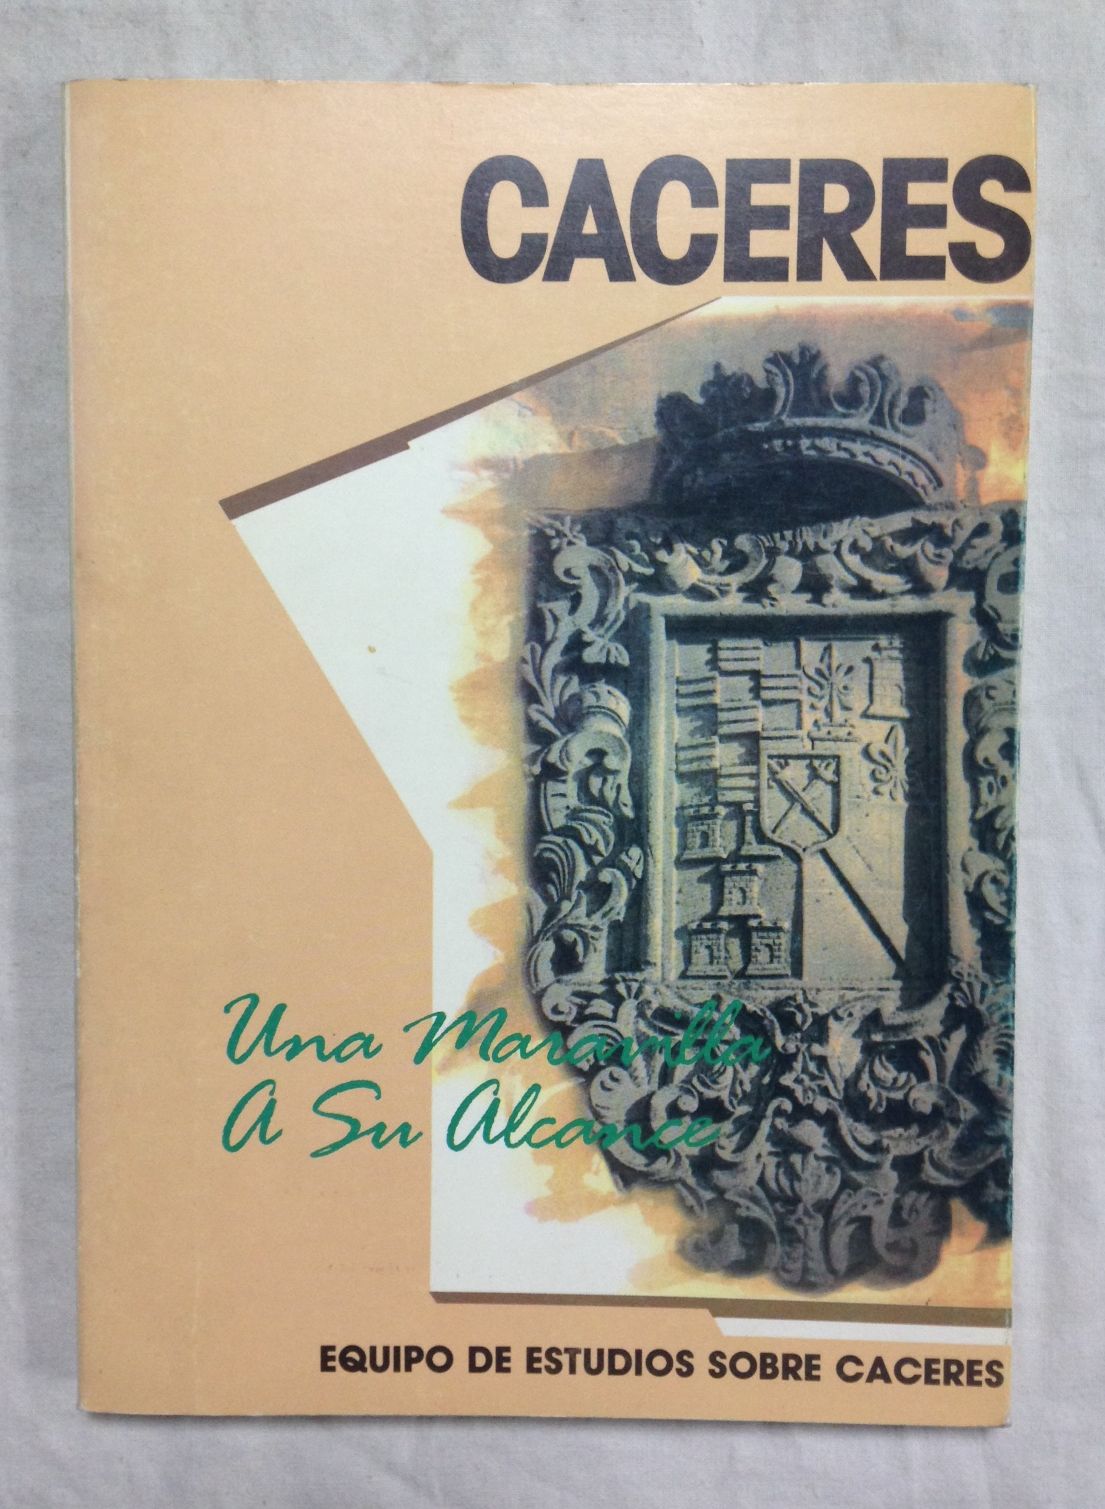 CACERES
Una Maravilla
A Su Alcance
EQUIPO DE ESTUDIOS SOBRE CACERES